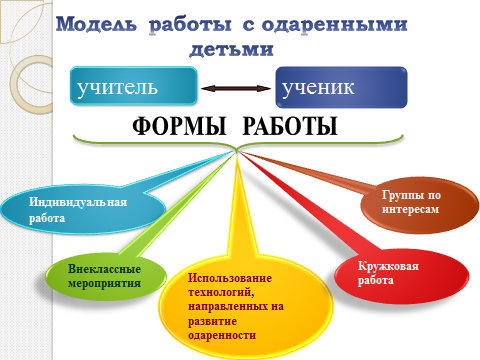 Модель работы с одаренными
детьми
учитель
ученик
ФОРМЫ РАБОТЫ
Индивидуальная
работа
Внеклассные
мероприятия
Использование
технологий,
направленных на
развитие
одаренности
Кружковая
работа
Группы по
интересам